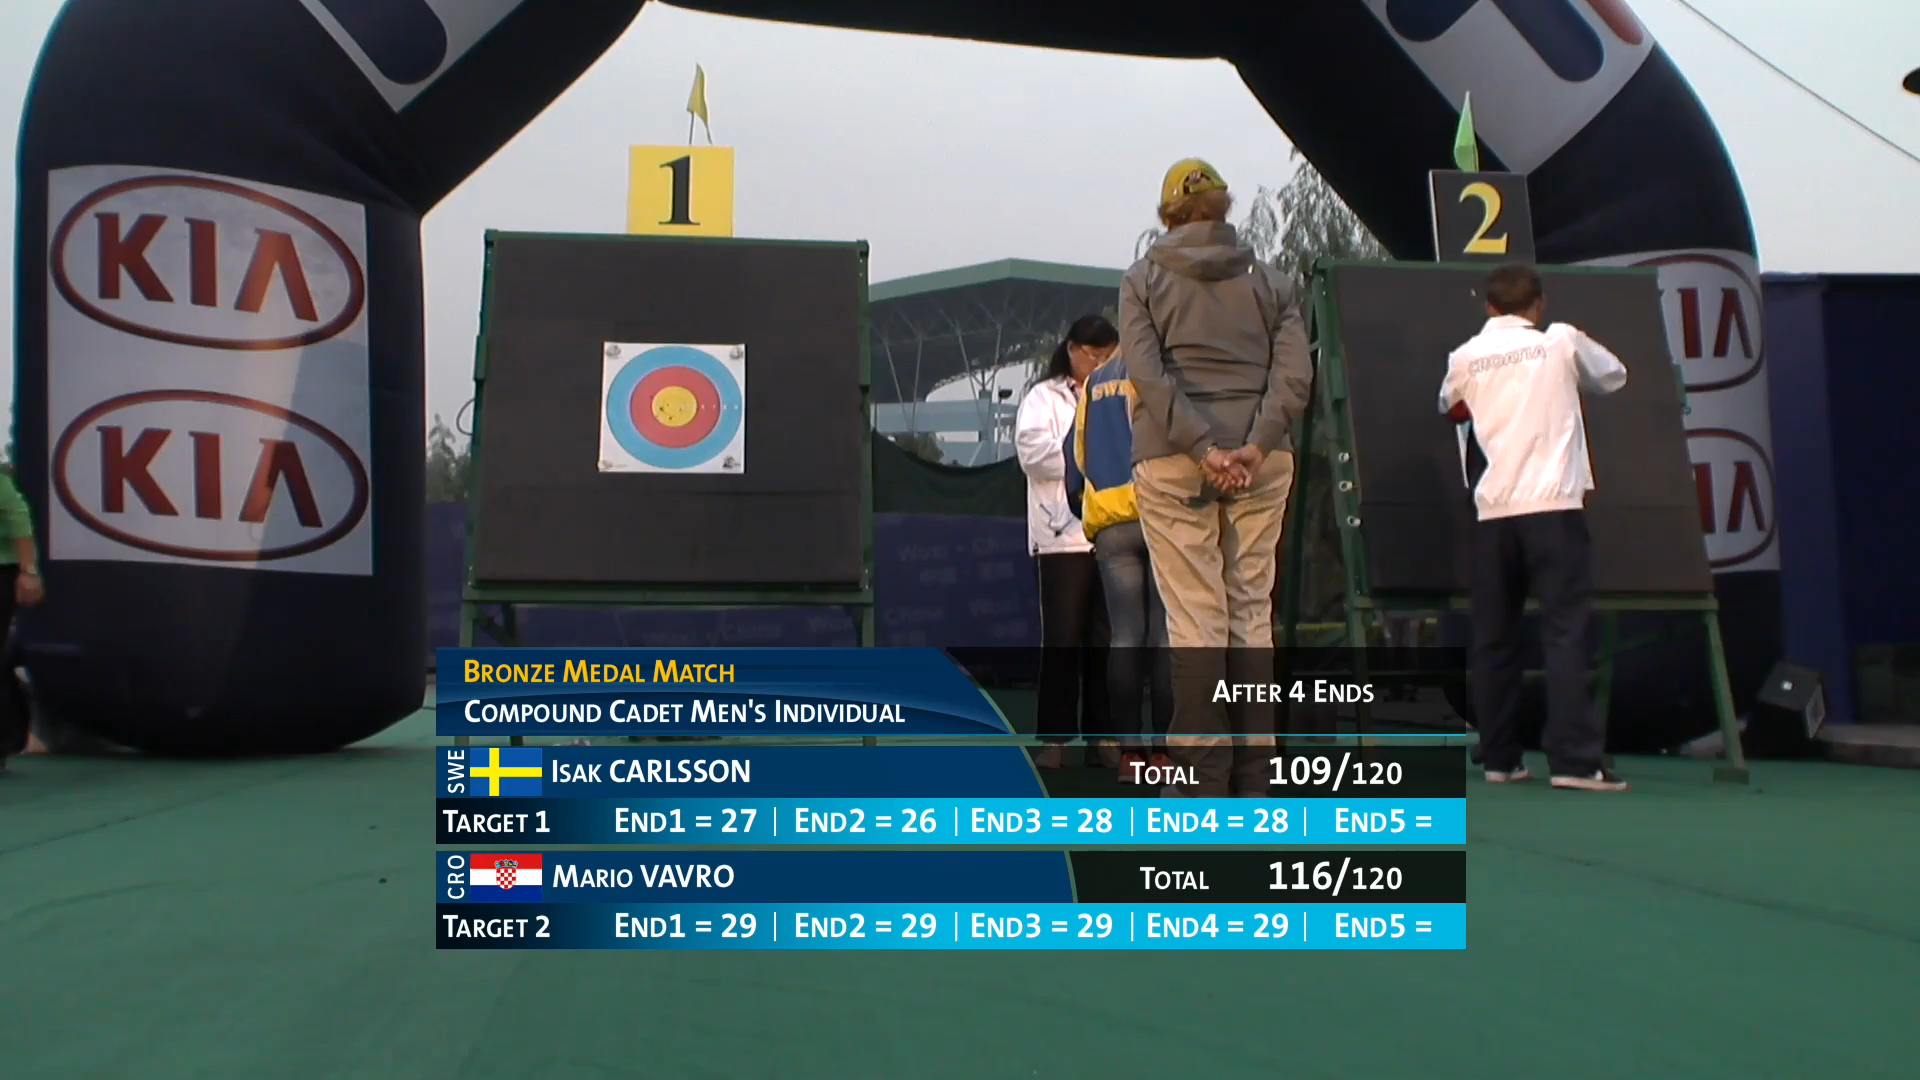 KIA
KIA
1
2
KIA
KIA
CROATIA
BRONZE MEDAL MATCH
COMPOUND CADET MEN'S INDIVIDUAL
AFTER 4 ENDS
SWE
ISAK CARLSSON
TOTAL 109/120
TARGET 1 END1 = 27 | END2 = 26 | END3 = 28 | END4 = 28 | END5 =
CRO
MARIO VAVRO
TOTAL 116/120
TARGET 2 END1 = 29 | END2 = 29 | END3 = 29 | END4 = 29 | END5 =